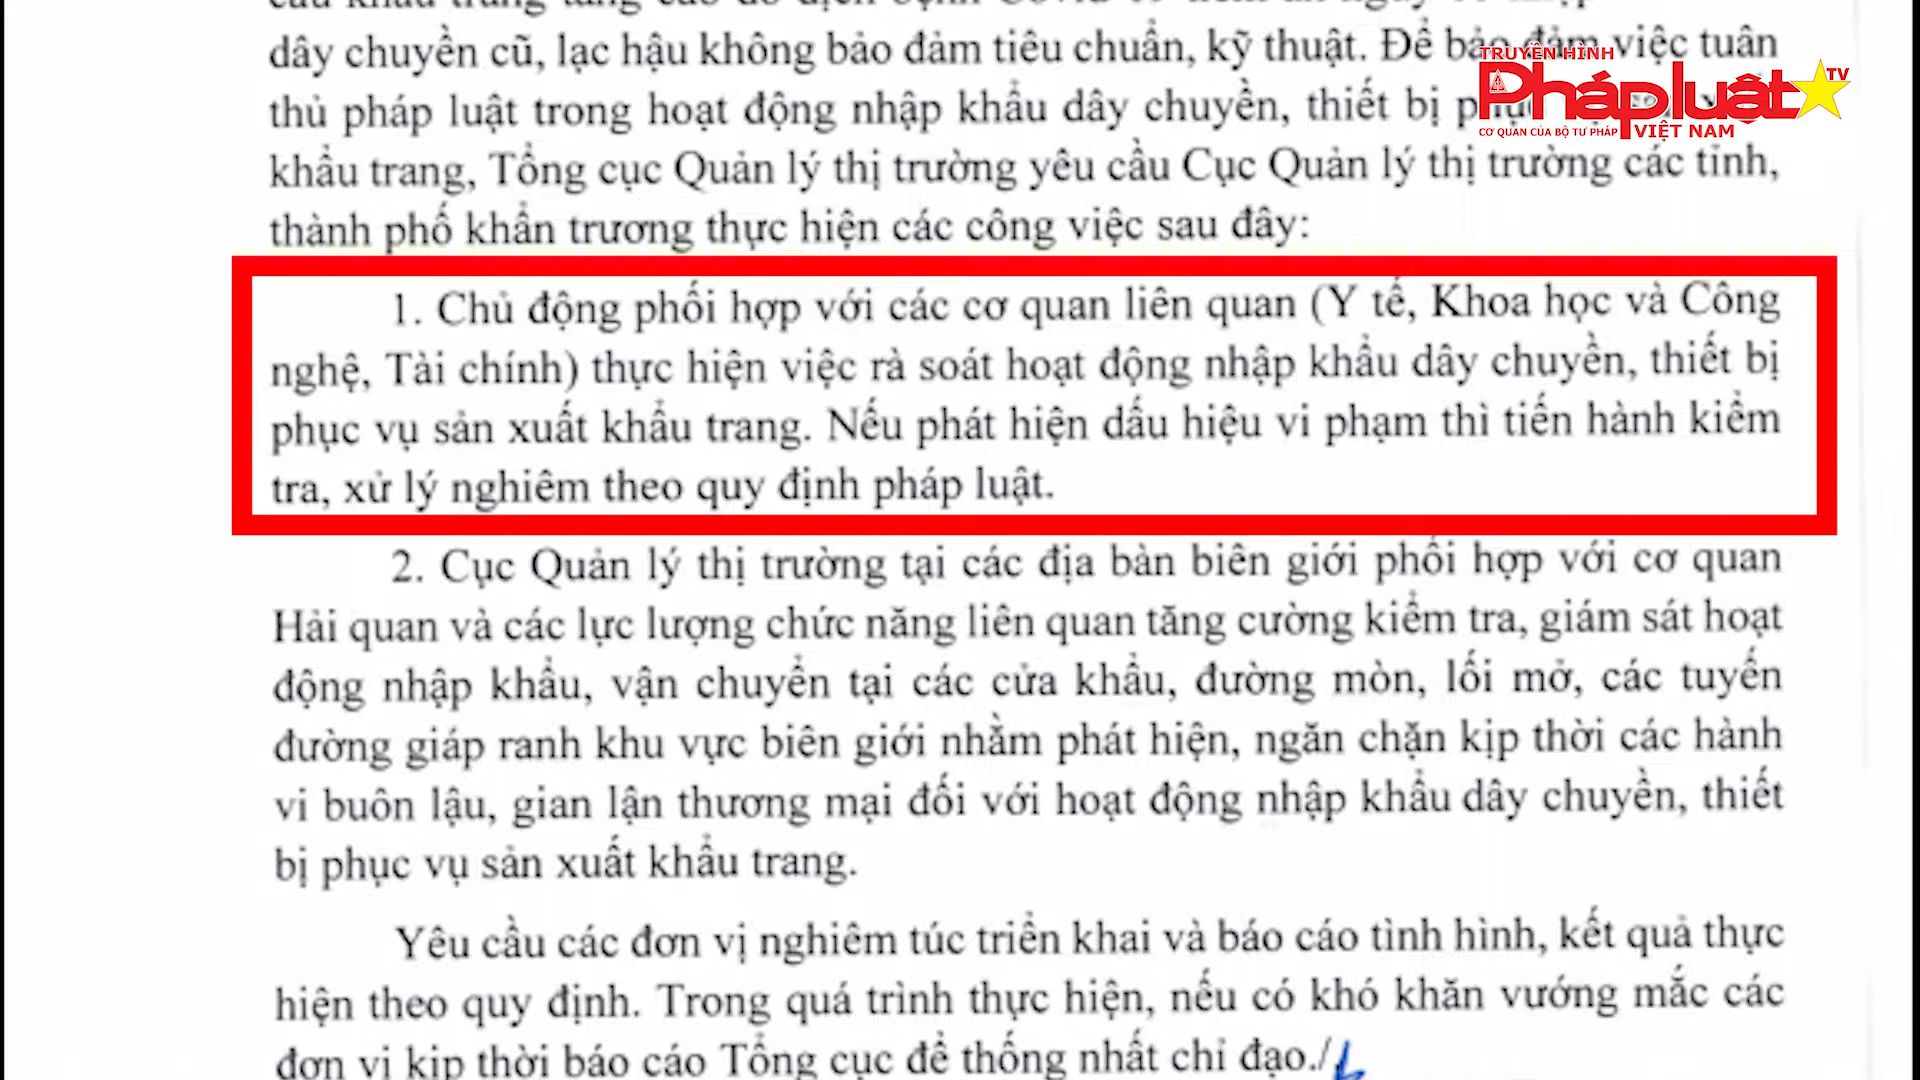 dây chuyền cũ, lạc hậu không bảo đảm tiêu chuẩn, kỹ thuật. Để bảo đảm việc tuân
TRUYỀN HÌNH
Pháp luật TV
CƠ QUAN CỦA BỘ TƯ PHÁP VIỆT NAM
thủ pháp luật trong hoạt động nhập khẩu dây chuyền, thiết bị
khẩu trang, Tổng cục Quản lý thị trường yêu cầu Cục Quản lý thị trường các tỉnh,
thành phố khẩn trương thực hiện các công việc sau đây:
1. Chủ động phối hợp với các cơ quan liên quan (Y tế, Khoa học và Công
nghệ, Tài chính) thực hiện việc rà soát hoạt động nhập khẩu dây chuyền, thiết bị
phục vụ sản xuất khẩu trang. Nếu phát hiện dấu hiệu vi phạm thì tiến hành kiểm
tra, xử lý nghiêm theo quy định pháp luật.
2. Cục Quản lý thị trường tại các địa bàn biên giới phối hợp với cơ quan
Hải quan và các lực lượng chức năng liên quan tăng cường kiểm tra, giám sát hoạt
động nhập khẩu, vận chuyển tại các cửa khẩu, đường mòn, lối mở, các tuyến
đường giáp ranh khu vực biên giới nhằm phát hiện, ngăn chặn kịp thời các hành
vi buôn lậu, gian lận thương mại đối với hoạt động nhập khẩu dây chuyền, thiết
bị phục vụ sản xuất khẩu trang.
Yêu cầu các đơn vị nghiêm túc triển khai và báo cáo tình hình, kết quả thực
hiện theo quy định. Trong quá trình thực hiện, nếu có khó khăn vướng mắc các
đơn vị kịp thời báo cáo Tổng cục để thống nhất chỉ đạo./